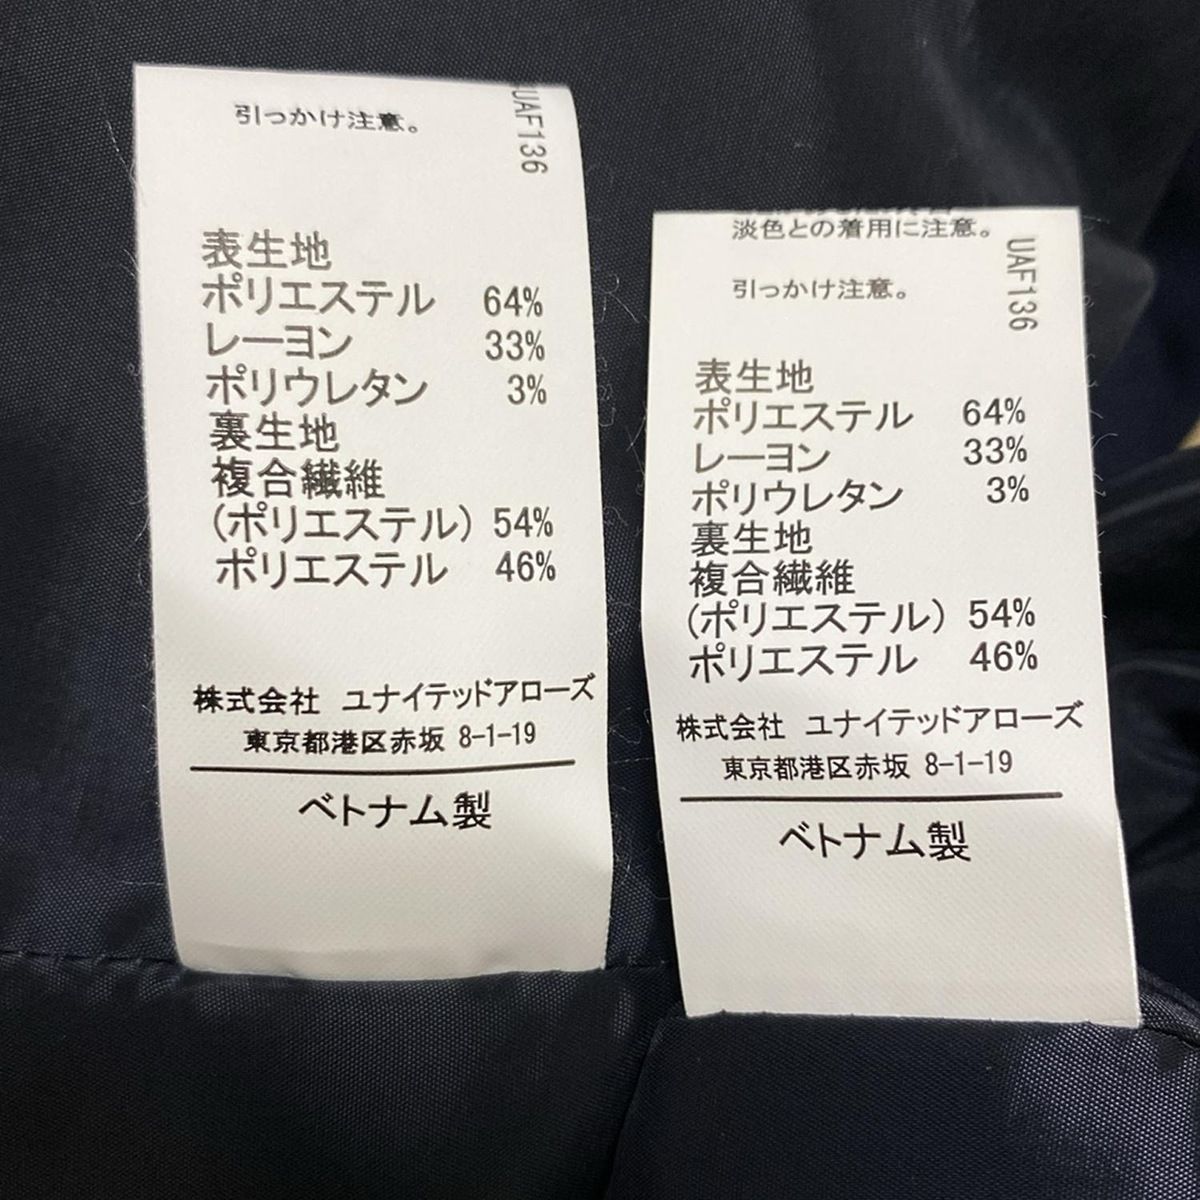 引っかけ注意。
UAF136
表生地
ポリエステル 64%
レーヨン 33%
ポリウレタン 3%
裏生地
複合繊維
(ポリエステル) 54%
ポリエステル 46%
株式会社 ユナイテッドアローズ
東京都港区赤坂 8-1-19
ベトナム製
淡色との着用に注意。
引っかけ注意。
UAF136
表生地
ポリエステル 64%
レーヨン 33%
ポリウレタン 3%
裏生地
複合繊維
(ポリエステル) 54%
ポリエステル 46%
株式会社 ユナイテッドアローズ
東京都港区赤坂 8-1-19
ベトナム製